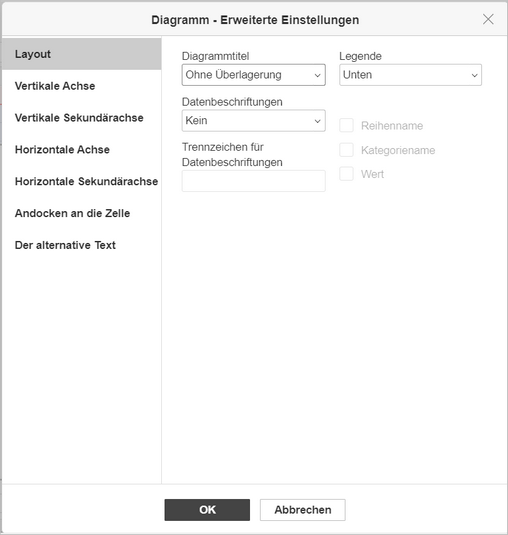 Diagramm - Erweiterte Einstellungen
Layout
Vertikale Achse
Vertikale Sekundärachse
Horizontale Achse
Horizontale Sekundärachse
Andocken an die Zelle
Der alternative Text
Diagrammtitel
Ohne Überlagerung
Legende
Unten
Datenbeschriftungen
Kein
Trennzeichen für
Datenbeschriftungen
Reihenname
Kategoriename
Wert
OK
Abbrechen